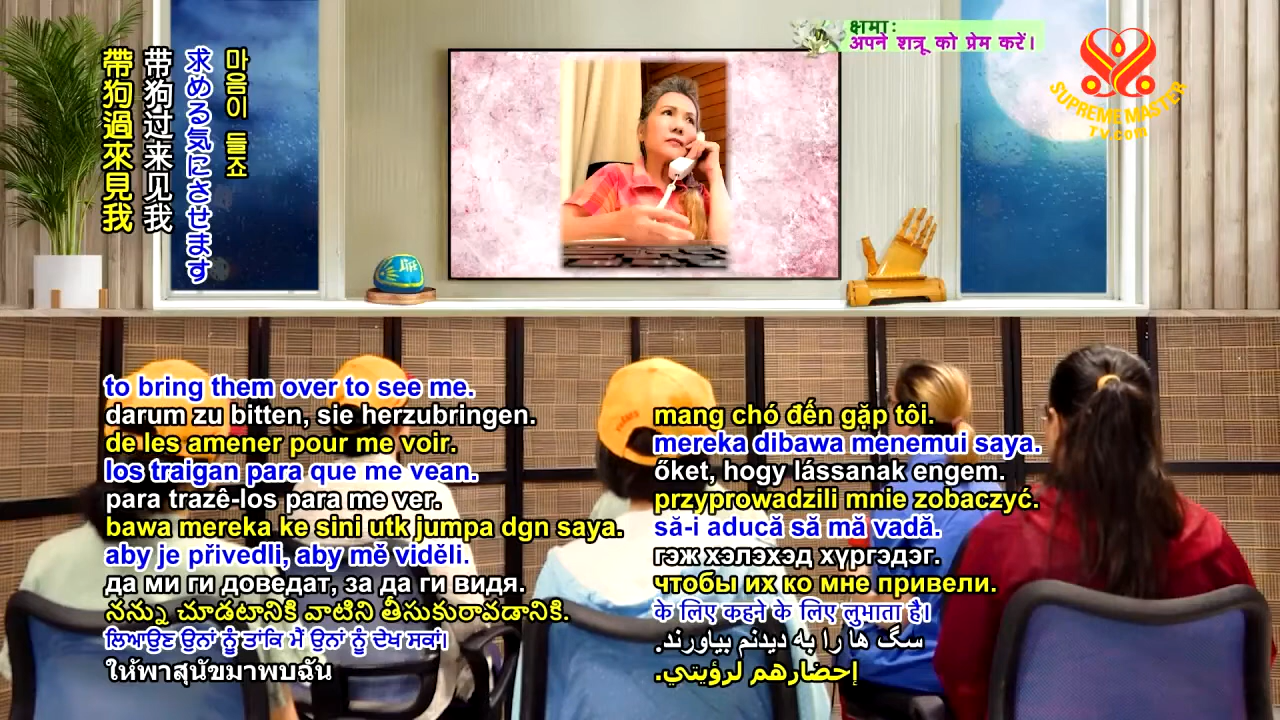 क्षमा:
अपने शत्रू को प्रेम करें।
SUPREME MASTER
TV.com
마음이 들죠
求める気にさせます
带狗过来见我
帶狗過來見我
LIFE
to bring them over to see me.
darum zu bitten, sie herzubringen.
de les amener pour me voir.
los traigan para que me vean.
para trazê-los para me ver.
bawa mereka ke sini utk jumpa dgn saya.
aby je přivedli, aby mě viděli.
да ми ги доведат, за да ги видя.
నన్ను చూడటానికి వాటిని తీసుకురావడానికి.
ਲਿਆਉਣ ਉਨਾਂ ਨੂੰ ਤਾਂਕਿ ਮੈਂ ਉਨਾਂ ਨੂੰ ਦੇਖ ਸਕਾਂ।
ให้พาสุนัขมาพบฉัน
mang chó đến gặp tôi.
mereka dibawa menemui saya.
őket, hogy lássanak engem.
przyprowadzili mnie zobaczyć.
să-i aducă să mă vadă.
гэж хэлэхэд хүргэдэг.
чтобы их ко мне привели.
के लिए कहने के लिए लुभाता है।
سگ ها را به دیدنم بیاورند.
إحضارهم لرؤيتي.